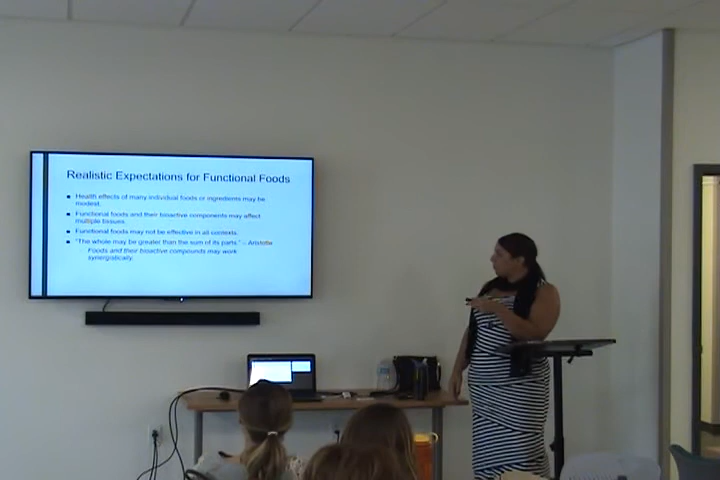 Realistic Expectations for Functional Foods
Health effects of many individual foods or ingredients may be
modest.
Functional foods and their bioactive components may affect
multiple tissues.
Functional foods may not be effective in all contexts.
"The whole may be greater than the sum of its parts." – Aristotle
Foods and their bioactive compounds may work
synergistically.